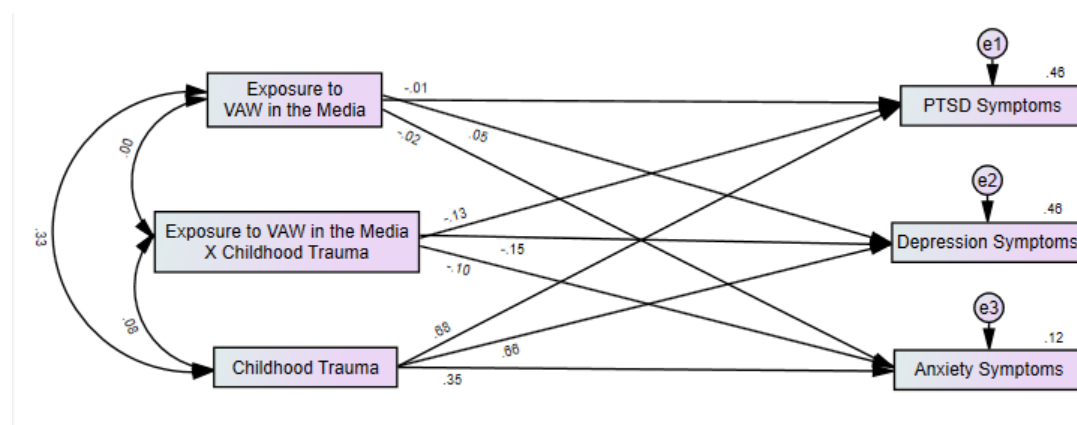 e1
.46
Exposure to
VAW in the Media
-.01
PTSD Symptoms
-.02
.05
.00
e2
.46
-.13
Exposure to VAW in the Media
X Childhood Trauma
.33
-.15
-.10
Depression Symptoms
e3
.08
.68
.66
.12
Childhood Trauma
.35
Anxiety Symptoms